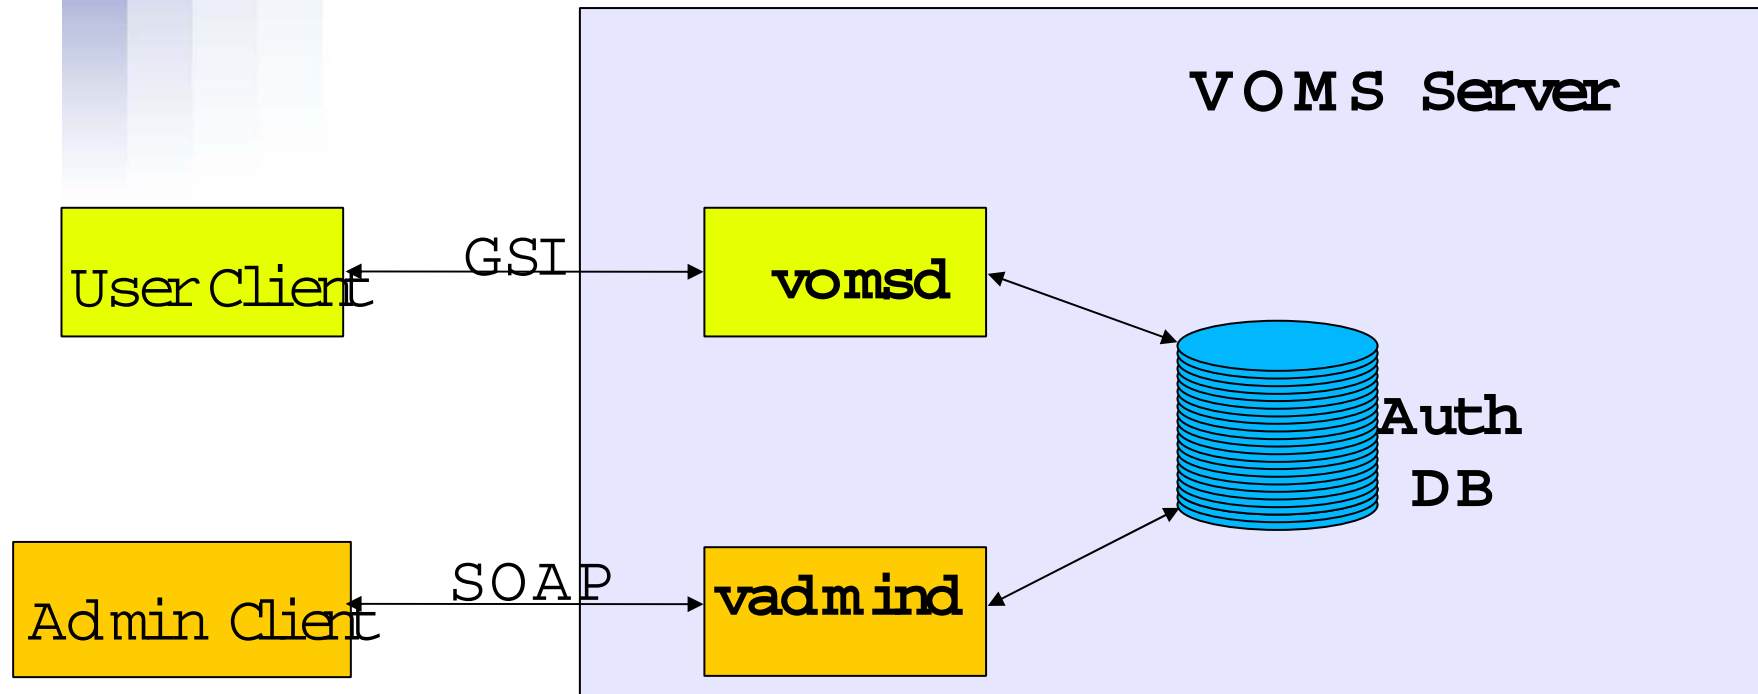 VOMS Server
GSI
User Client
vomsd
Auth
DB
SOAP
Admin Client
vadmind